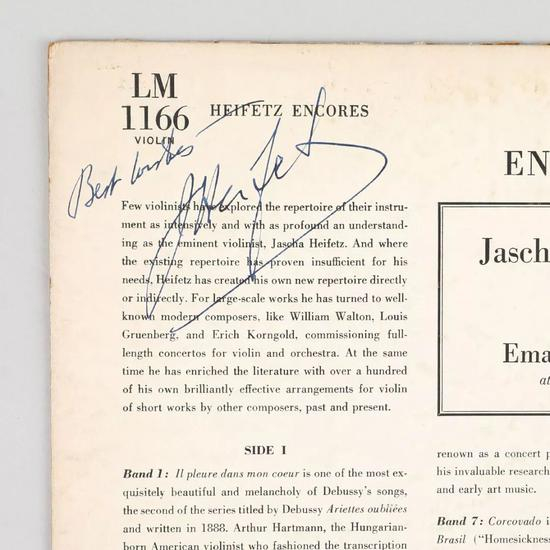 LM
1166
VIOLIN
HEIFETZ ENCORES
Best wishes
JHeifetz
Few violinists have explored the repertoire of their instru-
ment as intensively and with as profound an understand-
ing as the eminent violinist, Jascha Heifetz. And where
the existing repertoire has proven insufficient for his
needs, Heifetz has created his own new repertoire directly
or indirectly. For large-scale works he has turned to well-
known modern composers, like William Walton, Louis
Gruenberg, and Erich Korngold, commissioning full-
length concertos for violin and orchestra. At the same
time he has enriched the literature with over a hundred
of his own brilliantly effective arrangements for violin
of short works by other composers, past and present.
SIDE 1
Band 1: Il pleure dans mon coeur is one of the most ex-
quisitely beautiful and melancholy of Debussy's songs,
the second of the series titled by Debussy Ariettes oubliées
and written in 1888. Arthur Hartmann, the Hungarian-
born American violinist who fashioned the transcription
EN
Jasch
Ema
at
renown as a concert p
his invaluable research
and early art music.
Band 7: Corcovado i
Brasil ("Homesickness